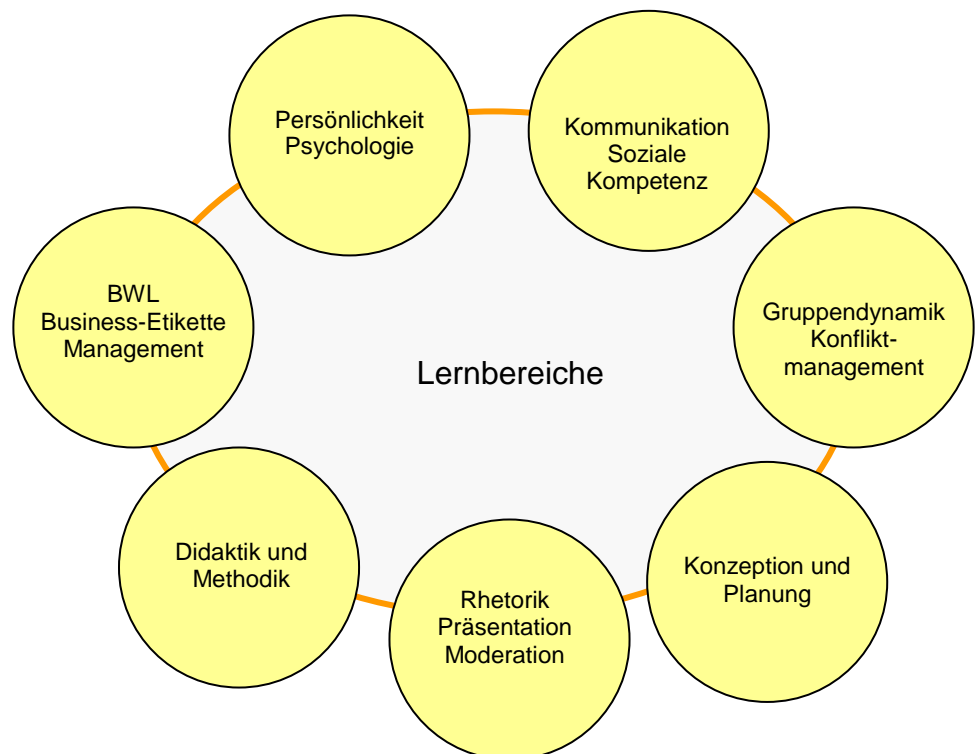 Persönlichkeit
Psychologie
Kommunikation
Soziale
Kompetenz
BWL
Business-Etikette
Management
Gruppendynamik
Konflikt-
management
Lernbereiche
Didaktik und
Methodik
Rhetorik
Präsentation
Moderation
Konzeption und
Planung